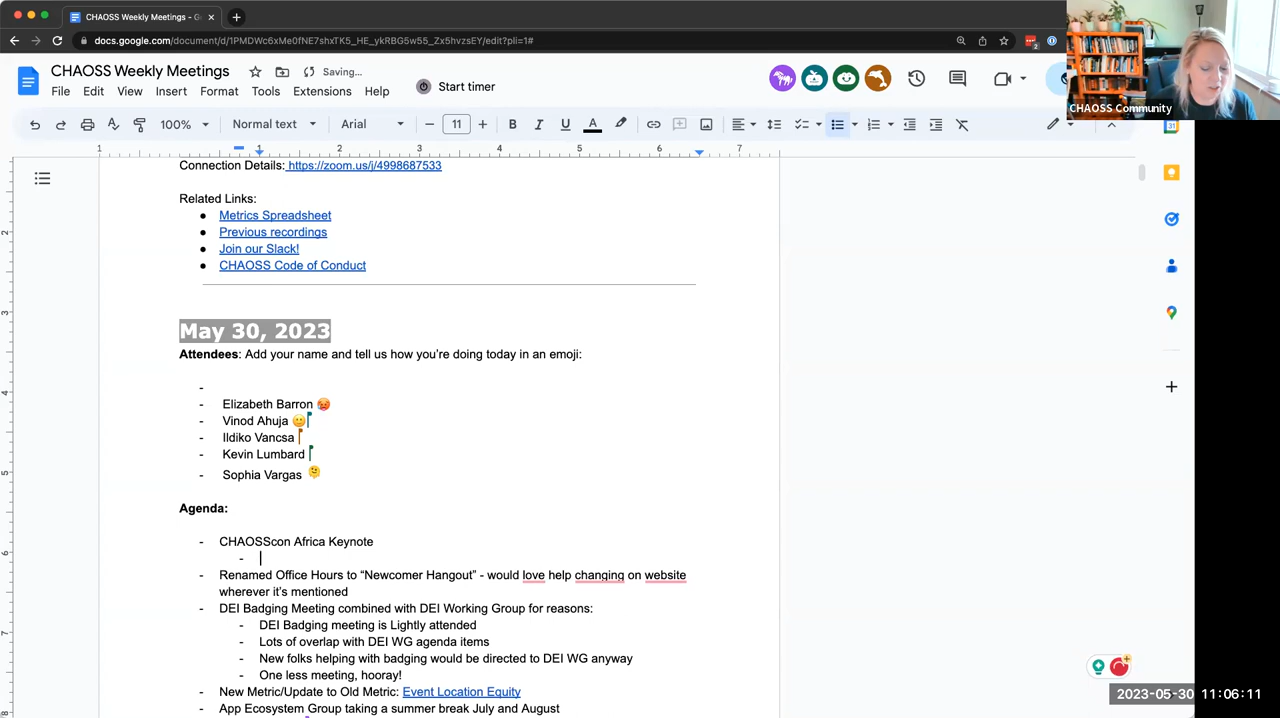 CHAOSS Weekly Meetings - G
docs.google.com/document/d/1PMDWc6xMe0fNE7shxTK5_HE_ykRBG5w55_Zx5hvzsEY/edit?pli=1#
CHAOSS Weekly Meetings
Saving...
File Edit View Insert Format Tools Extensions Help
Start timer
CHAOSS Community
100% Normal text Arial 11
1 1 2 3 4 5 6 7
Connection Details: https://zoom.us/j/4998687533
Related Links:
● Metrics Spreadsheet
● Previous recordings
● Join our Slack!
● CHAOSS Code of Conduct
May 30, 2023
Attendees: Add your name and tell us how you're doing today in an emoji:
-
- Elizabeth Barron 🥵
- Vinod Ahuja 🙂
- Ildiko Vancsa
- Kevin Lumbard
- Sophia Vargas 🫠
Agenda:
- CHAOSScon Africa Keynote
-
- Renamed Office Hours to “Newcomer Hangout” - would love help changing on website
wherever it's mentioned
- DEI Badging Meeting combined with DEI Working Group for reasons:
- DEI Badging meeting is Lightly attended
- Lots of overlap with DEI WG agenda items
- New folks helping with badging would be directed to DEI WG anyway
- One less meeting, hooray!
- New Metric/Update to Old Metric: Event Location Equity
- App Ecosystem Group taking a summer break July and August
2023-05-30 11:06:11